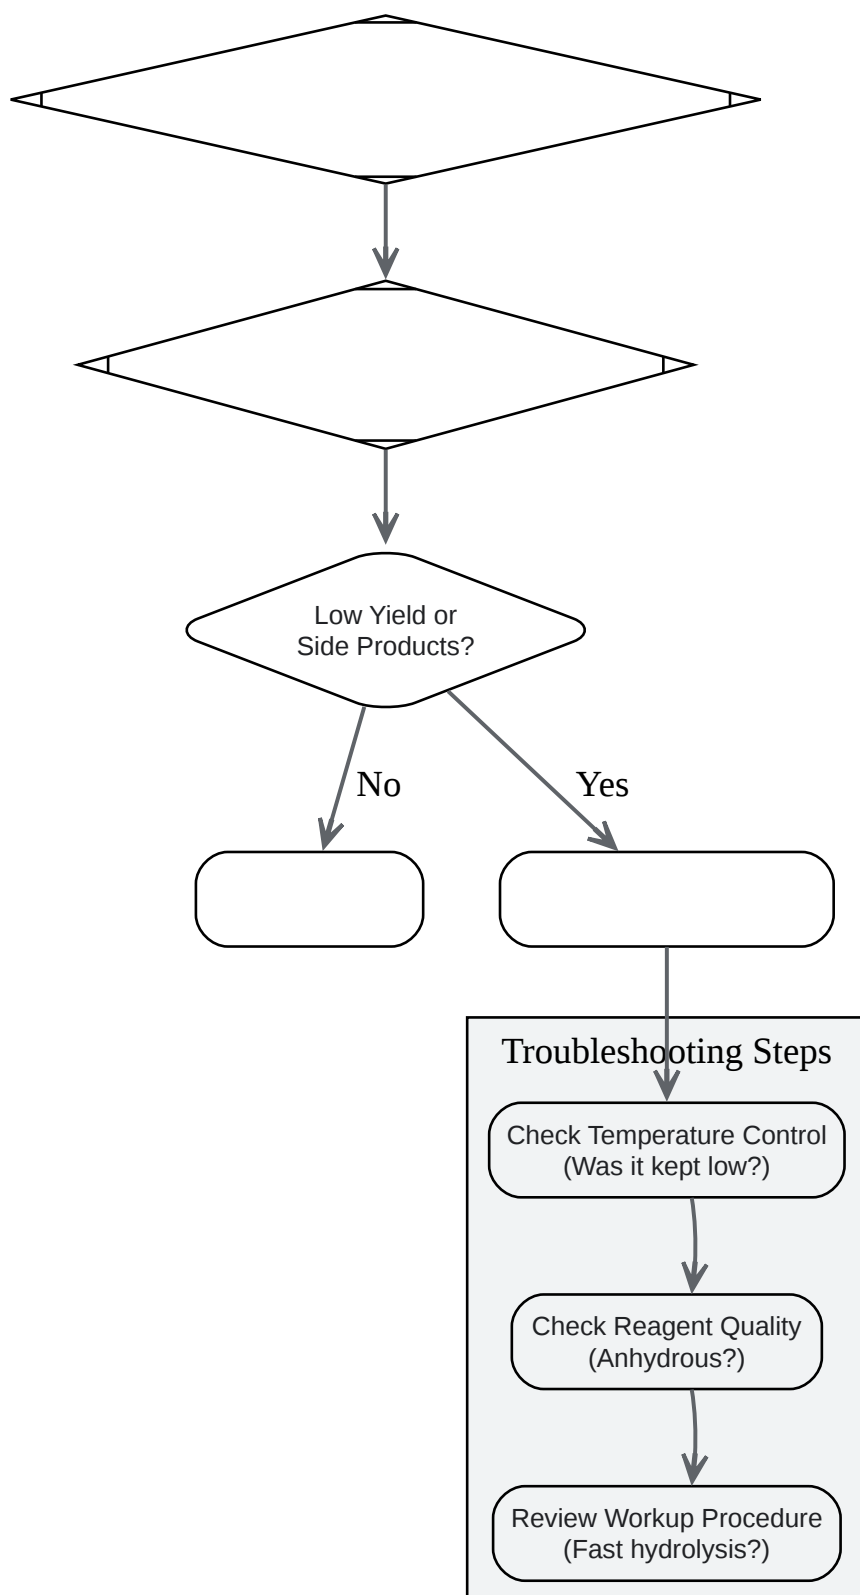 Low Yield or
Side Products?
No
Yes
Troubleshooting Steps
Check Temperature Control
(Was it kept low?)
Check Reagent Quality
(Anhydrous?)
Review Workup Procedure
(Fast hydrolysis?)